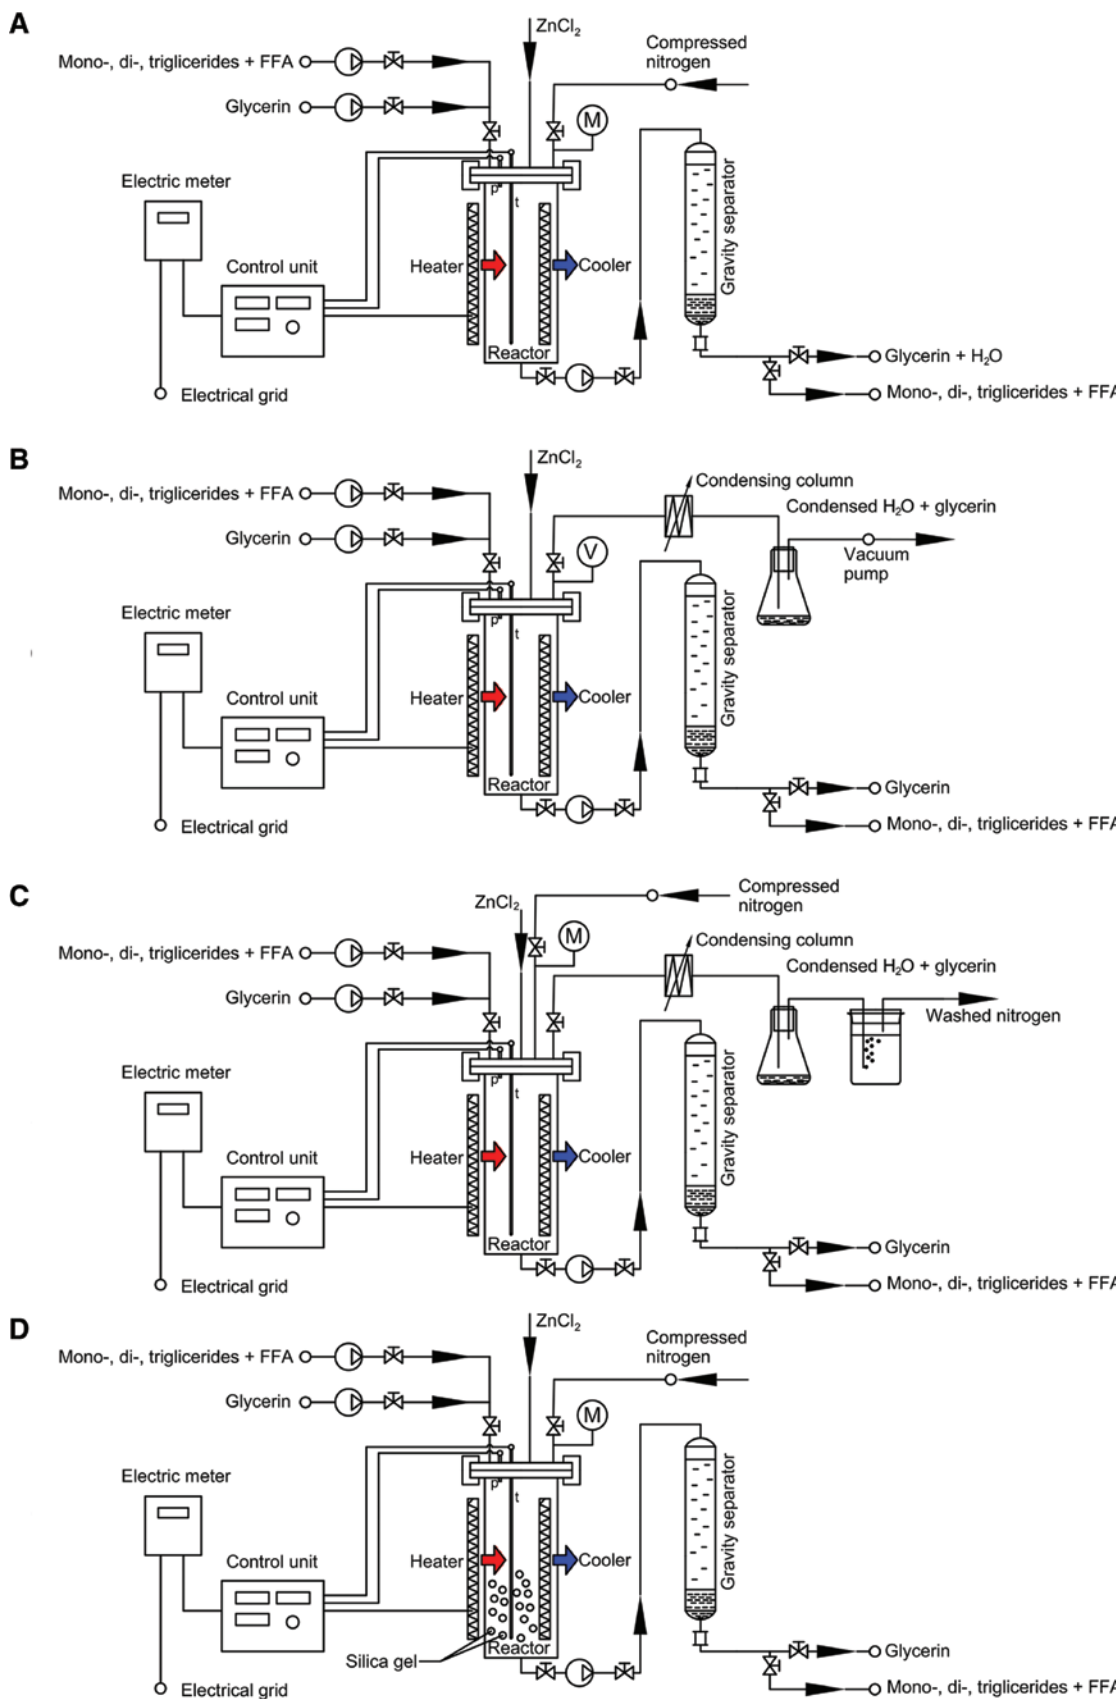 A
ZnCl2
Mono-, di-, triglicerides + FFA
Compressed
nitrogen
Glycerin
M
Electric meter
p
t
Gravity separator
Control unit
Heater
Cooler
Reactor
Electrical grid
Glycerin + H2O
Mono-, di-, triglicerides + FFA
B
ZnCl2
Mono-, di-, triglicerides + FFA
Condensing column
Condensed H2O + glycerin
Glycerin
V
Vacuum
pump
Electric meter
p
t
Gravity separator
Control unit
Heater
Cooler
Reactor
Electrical grid
Glycerin
Mono-, di-, triglicerides + FFA
C
ZnCl2
Compressed
nitrogen
Mono-, di-, triglicerides + FFA
M
Condensing column
Condensed H2O + glycerin
Glycerin
Washed nitrogen
Electric meter
p
t
Gravity separator
Control unit
Heater
Cooler
Reactor
Electrical grid
Glycerin
Mono-, di-, triglicerides + FFA
D
ZnCl2
Mono-, di-, triglicerides + FFA
Compressed
nitrogen
Glycerin
M
Electric meter
p
t
Gravity separator
Control unit
Heater
Cooler
Silica gel
Reactor
Electrical grid
Glycerin
Mono-, di-, triglicerides + FFA